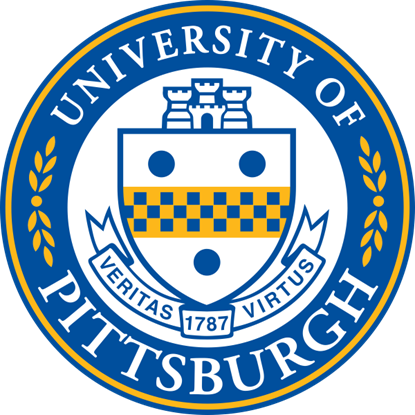 UNIVERSITY OF
PITTSBURGH
VERITAS
1787
VIRTUS